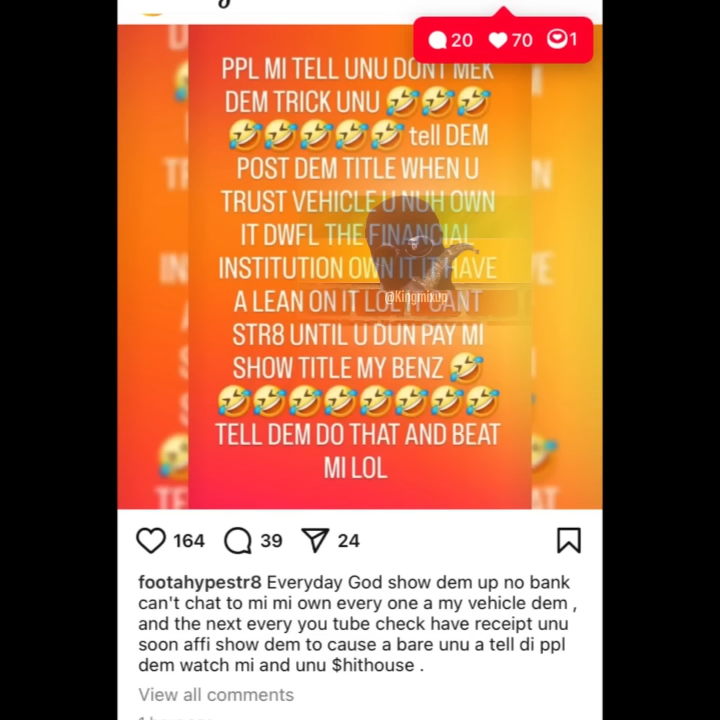 20 70 1
PPL MI TELL UNU DONT MEK
DEM TRICK UNU 🤣🤣🤣
🤣🤣🤣🤣🤣 tell DEM
POST DEM TITLE WHEN U
TRUST VEHICLE U NUH OWN
IT DWFL THE FINANCIAL
INSTITUTION OWN IT IT HAVE
A LEAN ON IT LOL IT CANT
@Kingmixup
STR8 UNTIL U DUN PAY MI
SHOW TITLE MY BENZ 🤣
🤣🤣🤣🤣🤣🤣🤣🤣
TELL DEM DO THAT AND BEAT
MI LOL
164 39 24
footahypestr8 Everyday God show dem up no bank
can't chat to mi mi own every one a my vehicle dem ,
and the next every you tube check have receipt unu
soon affi show dem to cause a bare unu a tell di ppl
dem watch mi and unu $hithouse .
View all comments